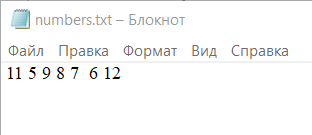 numbers.txt – Блокнот
Файл Правка Формат Вид Справка
11 5 9 8 7  6 12